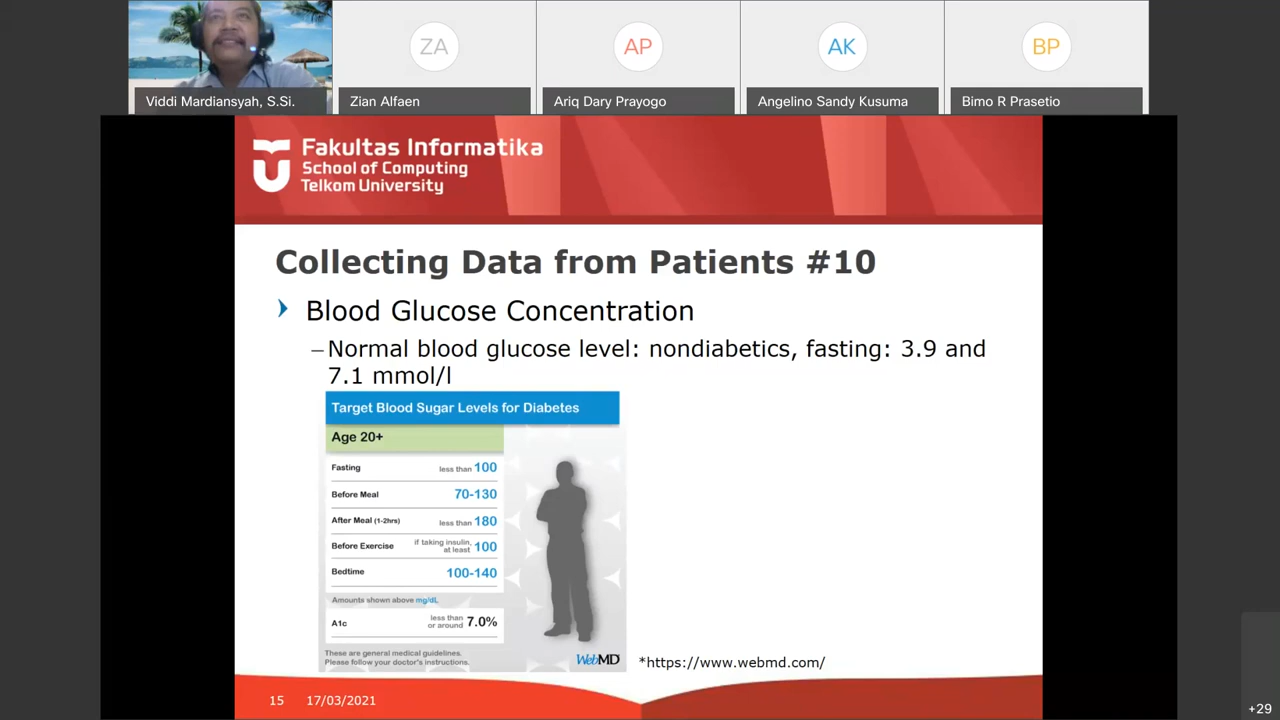 ZA
AP
AK
BP
Viddi Mardiansyah, S.Si.
Zian Alfaen
Ariq Dary Prayogo
Angelino Sandy Kusuma
Bimo R Prasetio
Fakultas Informatika
School of Computing
Telkom University
Collecting Data from Patients #10
Blood Glucose Concentration
–Normal blood glucose level: nondiabetics, fasting: 3.9 and
7.1 mmol/l
Target Blood Sugar Levels for Diabetes
Age 20+
Fasting less than 100
Before Meal 70-130
After Meal (1-2hrs) less than 180
Before Exercise if taking insulin, at least 100
Bedtime 100-140
Amounts shown above mg/dL
A1c less than or around 7.0%
These are general medical guidelines.
Please follow your doctor's instructions.
WebMD
*https://www.webmd.com/
15 17/03/2021
+29